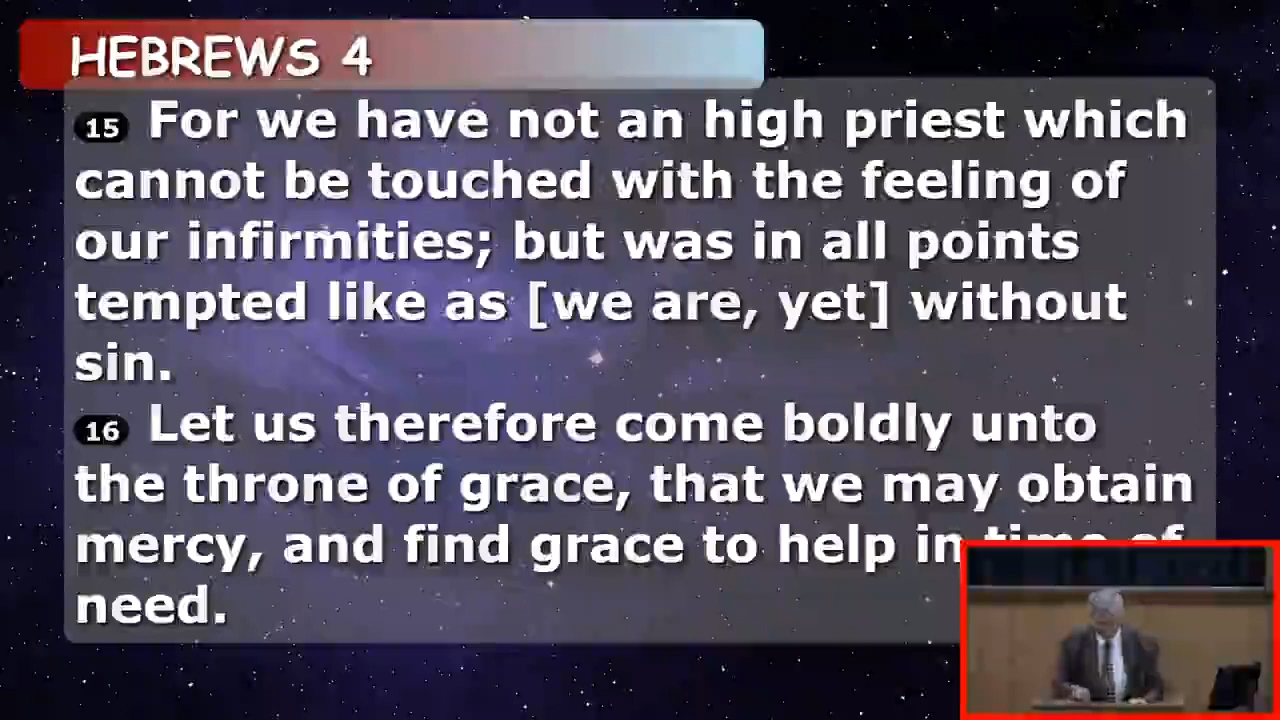 HEBREWS 4
15 For we have not an high priest which
cannot be touched with the feeling of
our infirmities; but was in all points
tempted like as [we are, yet] without
sin.
16 Let us therefore come boldly unto
the throne of grace, that we may obtain
mercy, and find grace to help in time of
need.